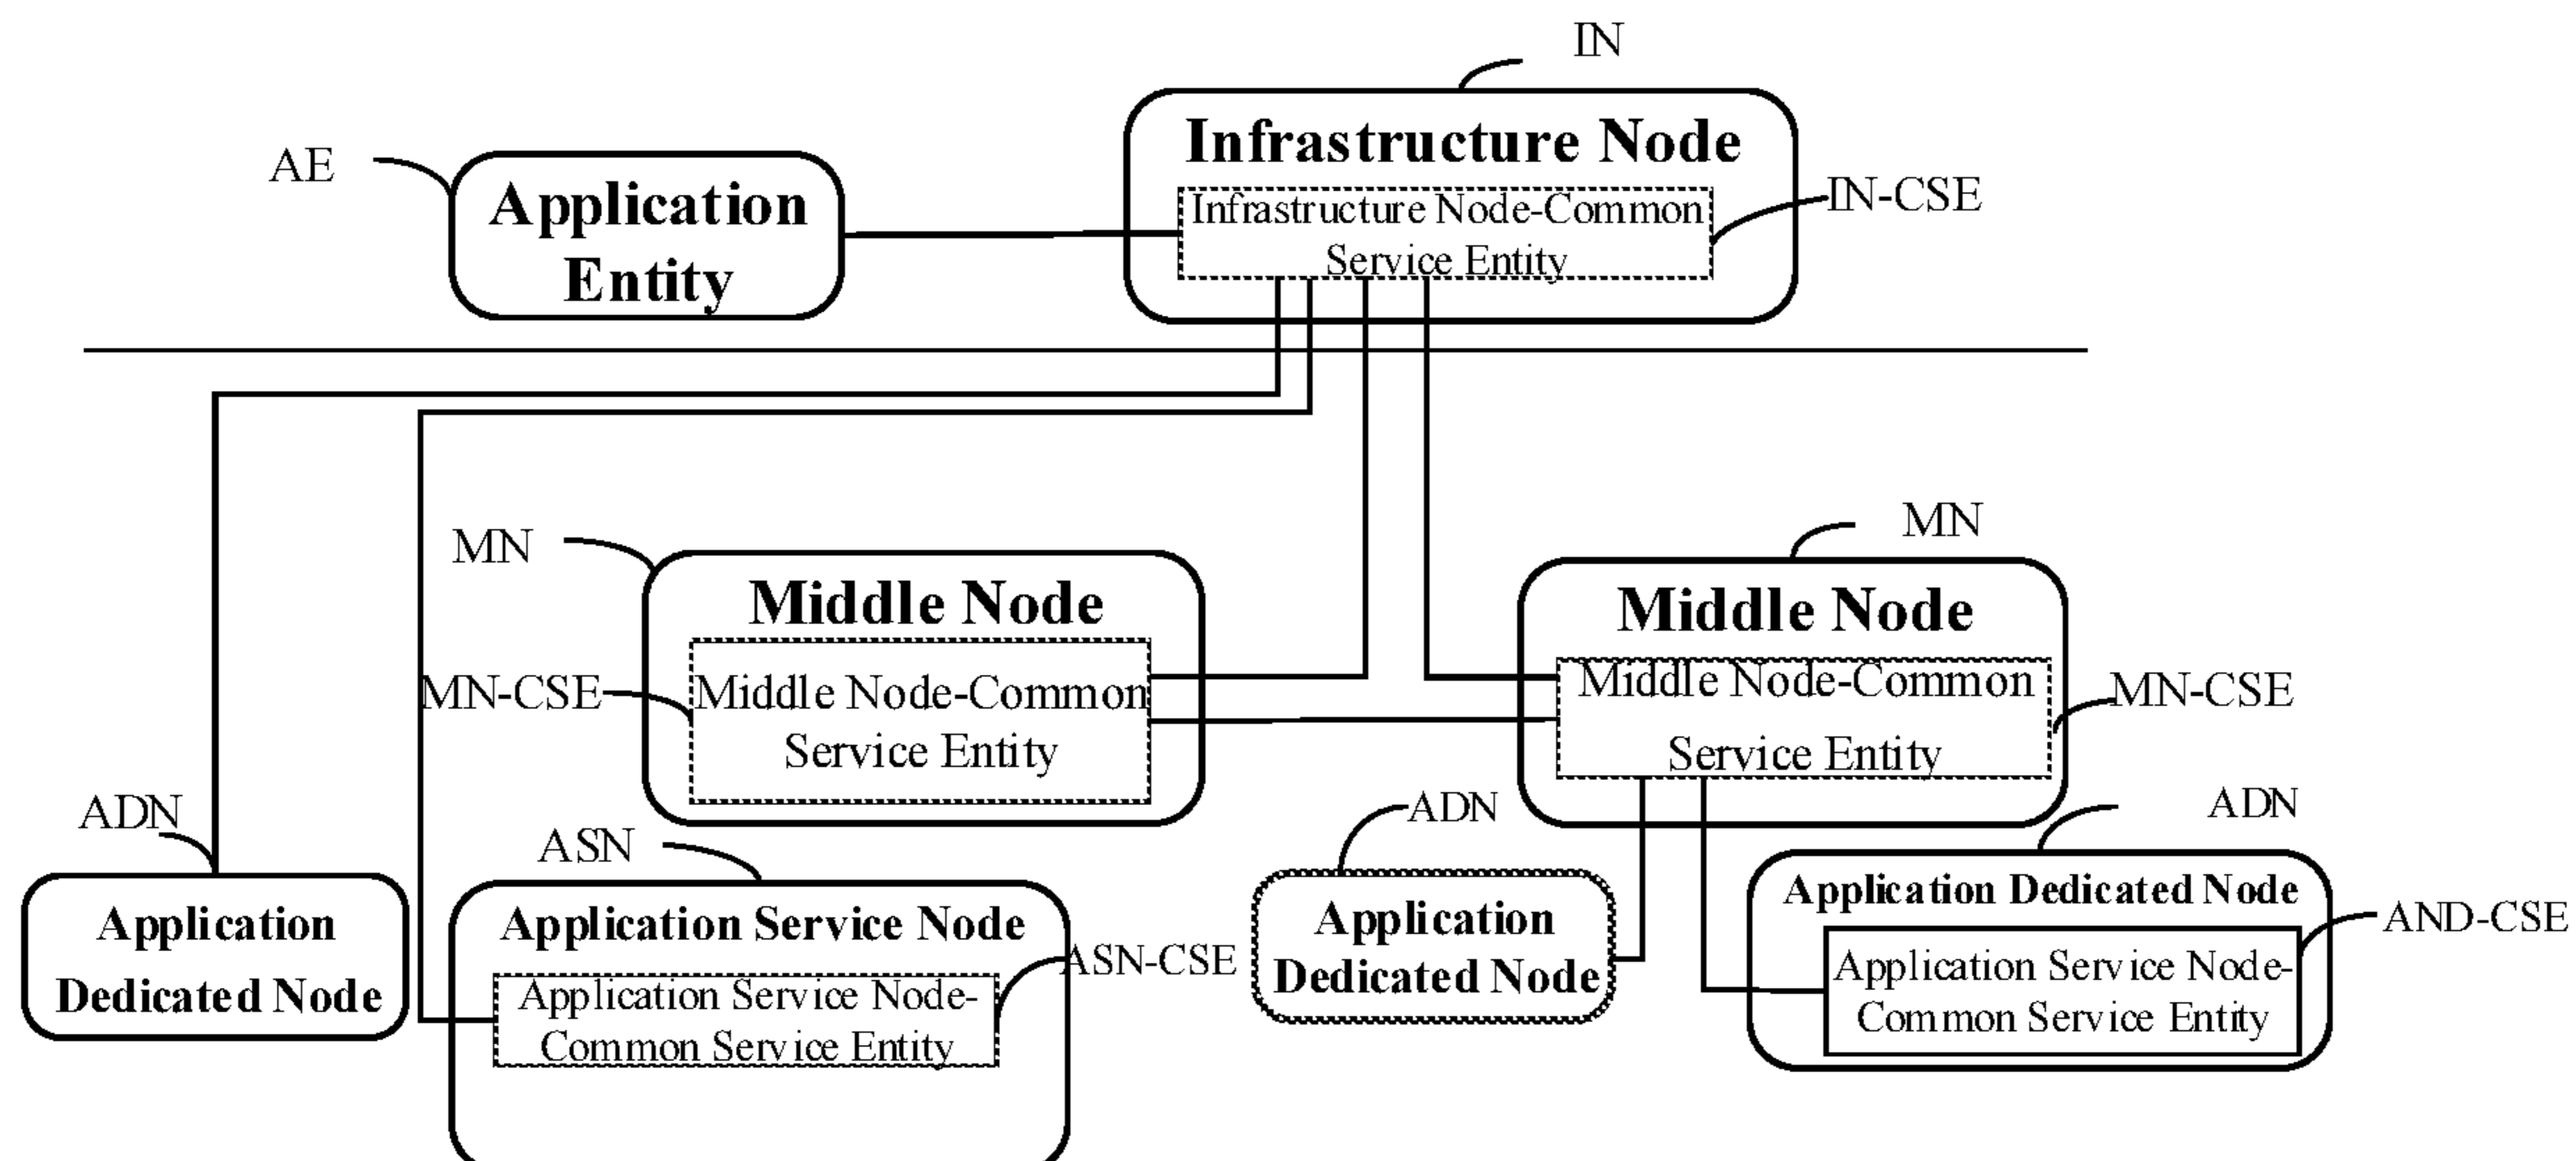 IN
Infrastructure Node
AE
Application
Entity
Infrastructure Node-Common
Service Entity
IN-CSE
MN
Middle Node
MN-CSE
Middle Node-Common
Service Entity
MN
Middle Node
Middle Node-Common
Service Entity
MN-CSE
ADN
Application
Dedicated Node
ASN
Application Service Node
Application Service Node-
Common Service Entity
ASN-CSE
ADN
Application
Dedicated Node
ADN
Application Dedicated Node
Application Service Node-
Common Service Entity
AND-CSE